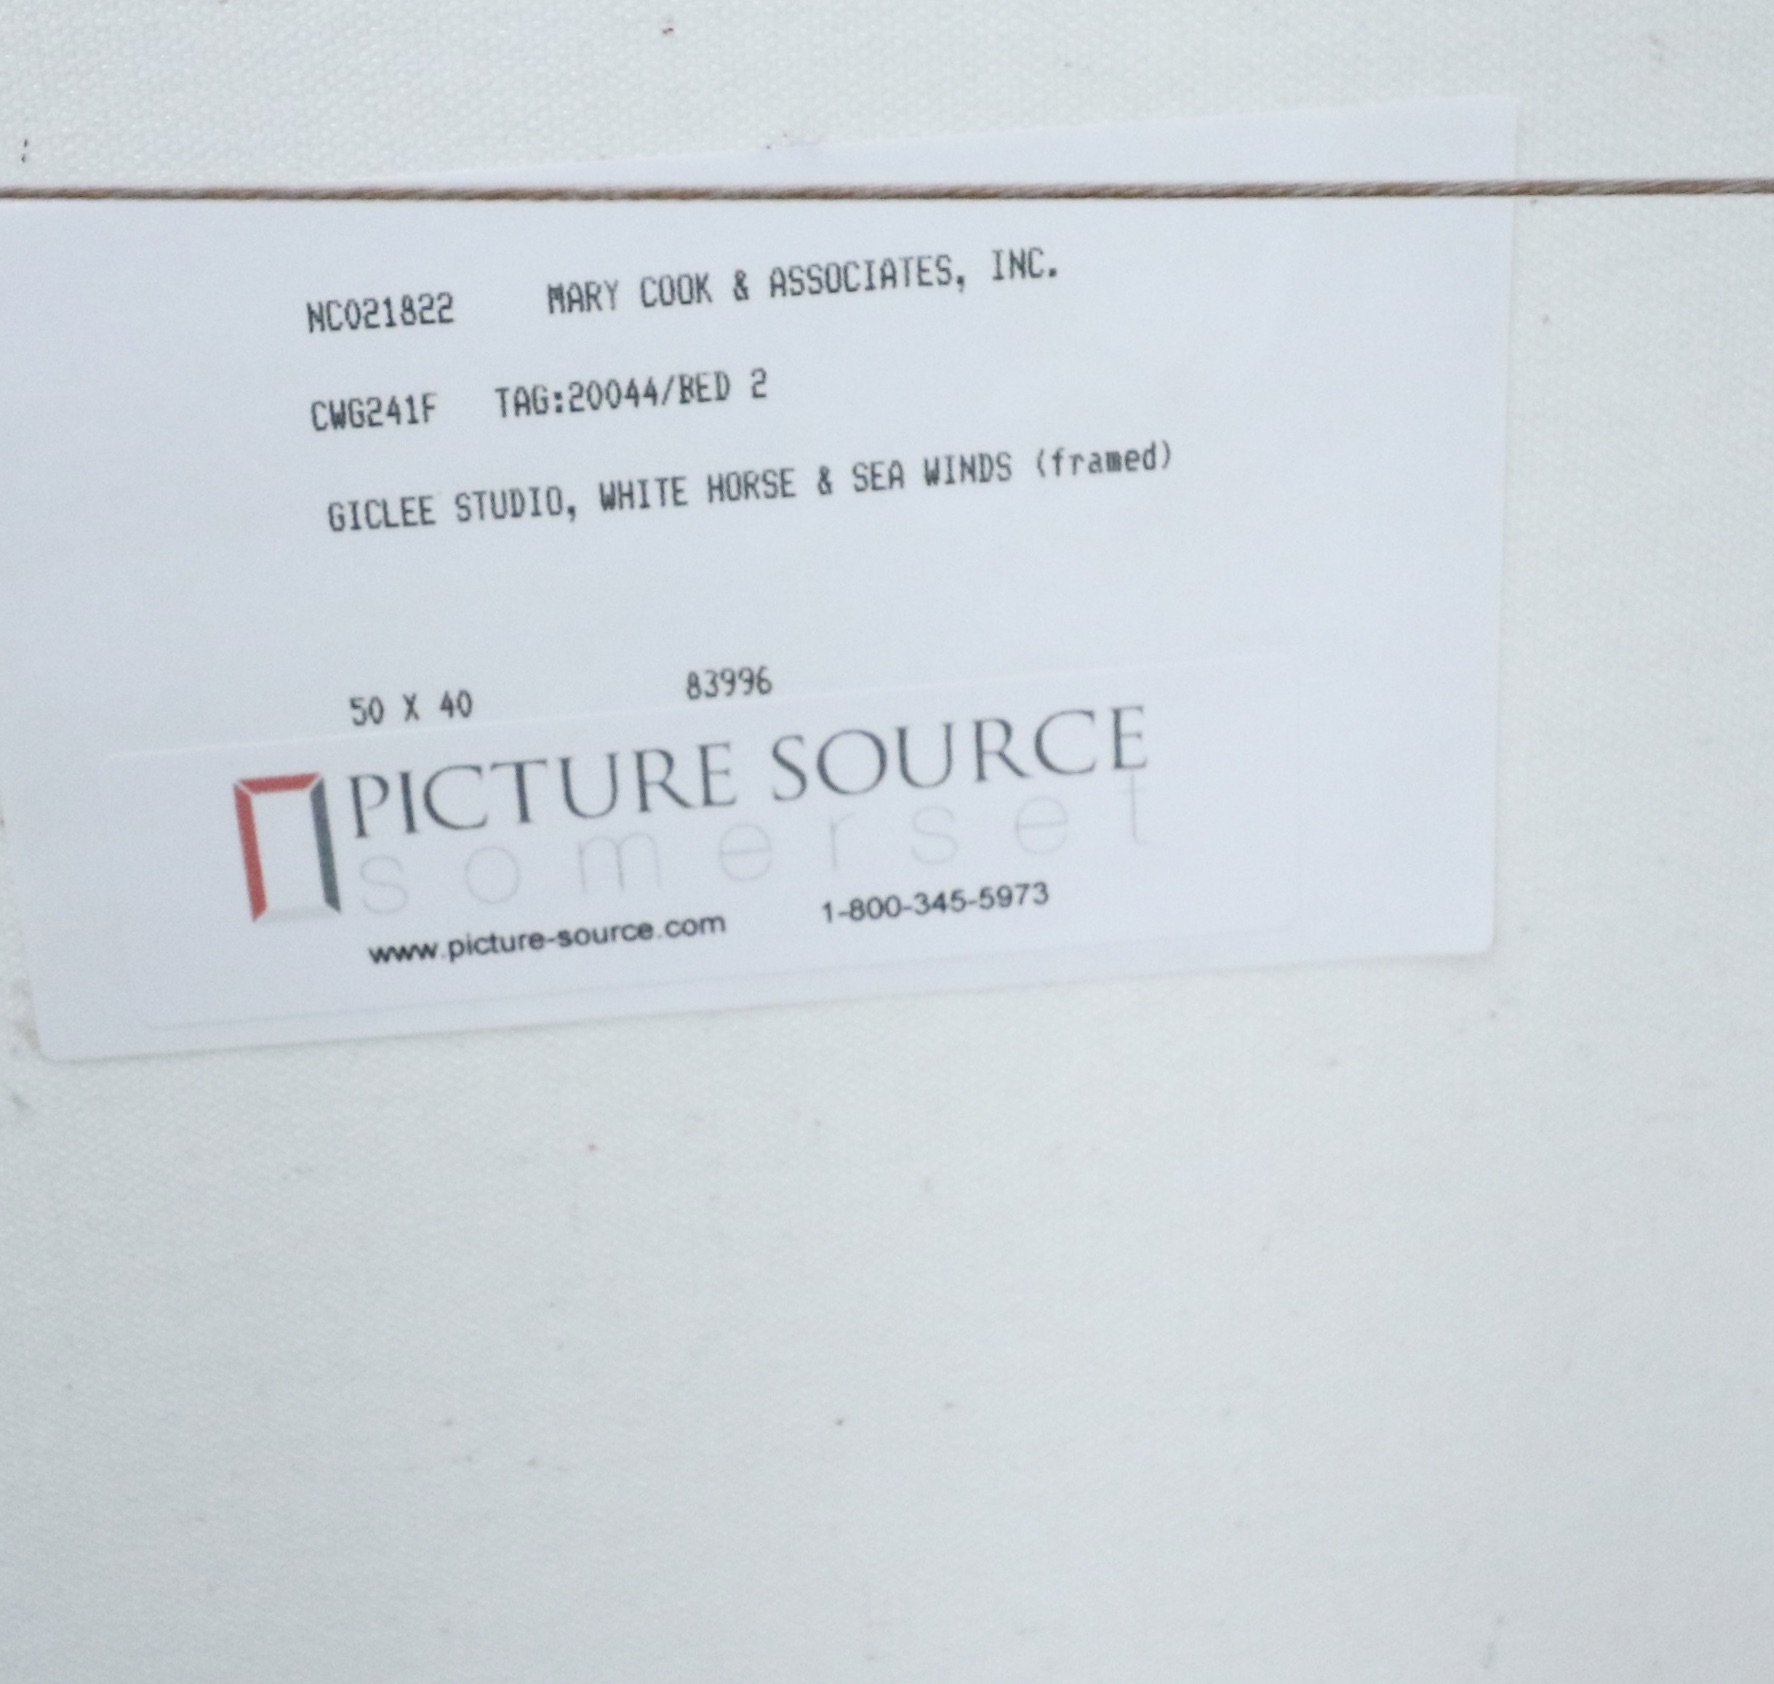 NC021822 MARY COOK & ASSOCIATES, INC.
CWG241F TAG:20044/BED 2
GICLEE STUDIO, WHITE HORSE & SEA WINDS (framed)
50 X 40 83996
PICTURE SOURCE
somerset
www.picture-source.com 1-800-345-5973